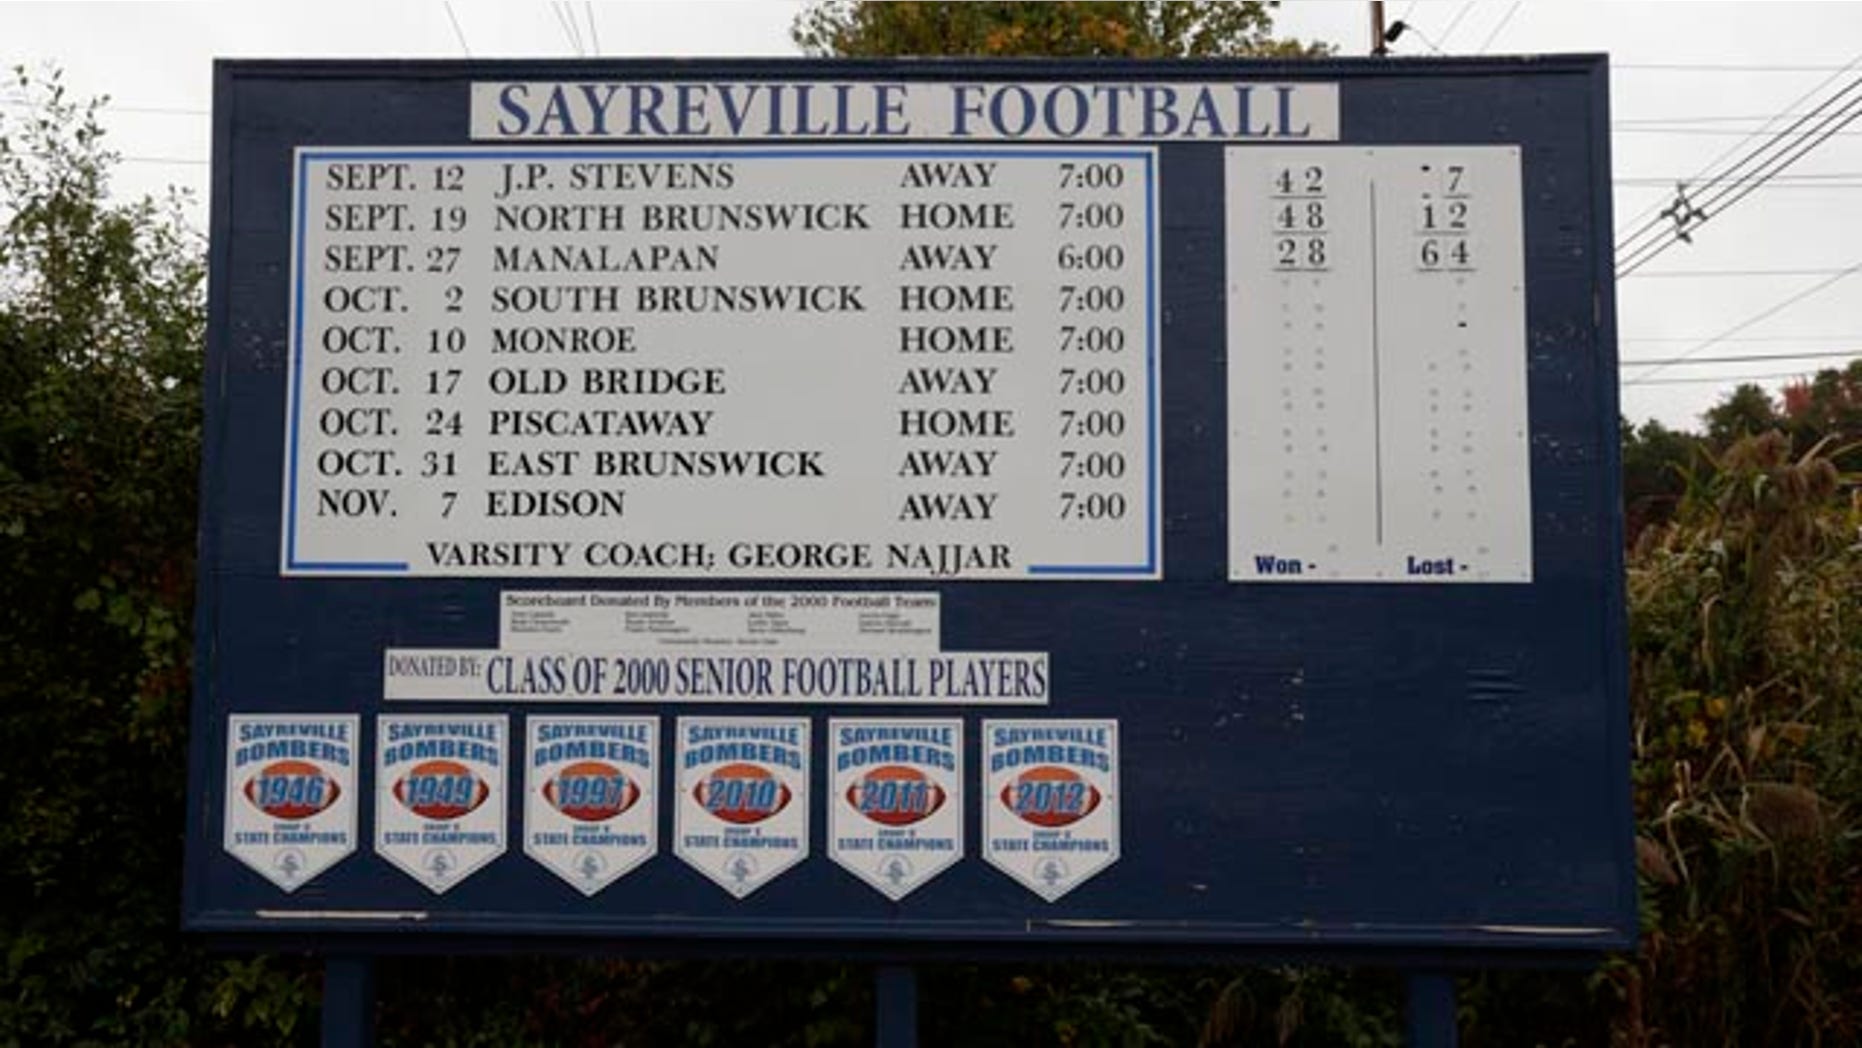 SAYREVILLE FOOTBALL
SEPT. 12 J.P. STEVENS AWAY 7:00 42 7
SEPT. 19 NORTH BRUNSWICK HOME 7:00 48 12
SEPT. 27 MANALAPAN AWAY 6:00 28 64
OCT. 2 SOUTH BRUNSWICK HOME 7:00
OCT. 10 MONROE HOME 7:00
OCT. 17 OLD BRIDGE AWAY 7:00
OCT. 24 PISCATAWAY HOME 7:00
OCT. 31 EAST BRUNSWICK AWAY 7:00
NOV. 7 EDISON AWAY 7:00
VARSITY COACH; GEORGE NAJJAR
Won - Lost -
Scoreboard Donated By Members of the 2000 Football Team
DONATED BY: CLASS OF 2000 SENIOR FOOTBALL PLAYERS
SAYREVILLE
BOMBERS
1946
STATE CHAMPIONS
SAYREVILLE
BOMBERS
1949
STATE CHAMPIONS
SAYREVILLE
BOMBERS
1997
STATE CHAMPIONS
SAYREVILLE
BOMBERS
2010
STATE CHAMPIONS
SAYREVILLE
BOMBERS
2011
STATE CHAMPIONS
SAYREVILLE
BOMBERS
2012
STATE CHAMPIONS